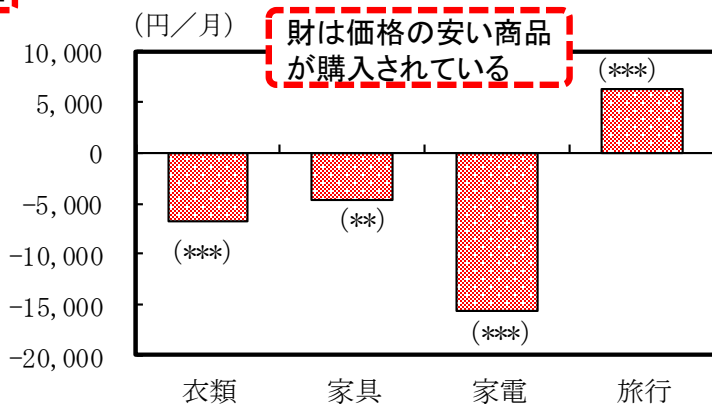 (円／月)
財は価格の安い商品
が購入されている
10,000
5,000
0
-5,000
-10,000
-15,000
-20,000
(***)
(**)
(***)
(***)
衣類 家具 家電 旅行